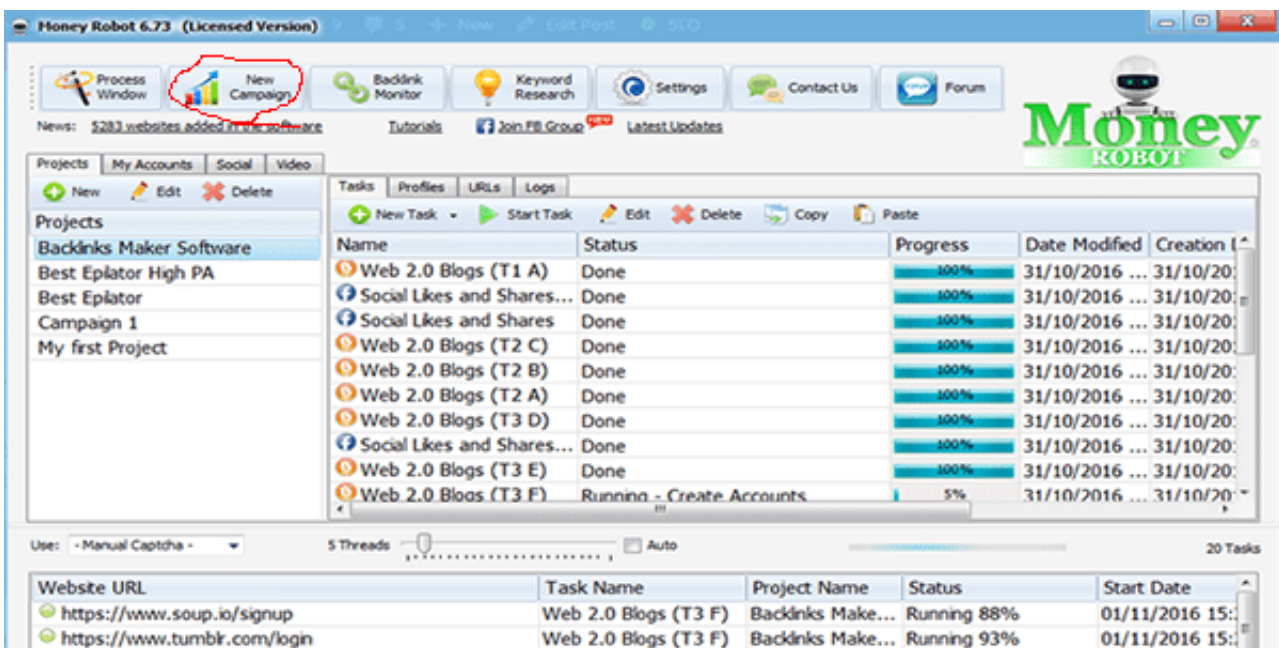 Money Robot 6.73 (Licensed Version) 9 5 New Edit Post SEO
Process Window New Campaign Backlink Monitor Keyword Research Settings Contact Us Forum
Money
ROBOT
News: 5283 websites added in the software Tutorials Join FB Group NEW Latest Updates
Projects My Accounts Social Video
New Edit Delete
Tasks Profiles URLs Logs
New Task Start Task Edit Delete Copy Paste
Projects
Backlinks Maker Software
Best Epilator High PA
Best Epilator
Campaign 1
My first Project
Name Status Progress Date Modified Creation
Web 2.0 Blogs (T1 A) Done 100% 31/10/2016 ... 31/10/20
Social Likes and Shares... Done 100% 31/10/2016 ... 31/10/20
Social Likes and Shares Done 100% 31/10/2016 ... 31/10/20
Web 2.0 Blogs (T2 C) Done 100% 31/10/2016 ... 31/10/20
Web 2.0 Blogs (T2 B) Done 100% 31/10/2016 ... 31/10/20
Web 2.0 Blogs (T2 A) Done 100% 31/10/2016 ... 31/10/20
Web 2.0 Blogs (T3 D) Done 100% 31/10/2016 ... 31/10/20
Social Likes and Shares... Done 100% 31/10/2016 ... 31/10/20
Web 2.0 Blogs (T3 E) Done 100% 31/10/2016 ... 31/10/20
Web 2.0 Blogs (T3 F) Running - Create Accounts 5% 31/10/2016 ... 31/10/20
Use: - Manual Captcha - 5 Threads Auto 20 Tasks
Website URL Task Name Project Name Status Start Date
https://www.soup.io/signup Web 2.0 Blogs (T3 F) Backlinks Make... Running 88% 01/11/2016 15:
https://www.tumblr.com/login Web 2.0 Blogs (T3 F) Backlinks Make... Running 93% 01/11/2016 15: